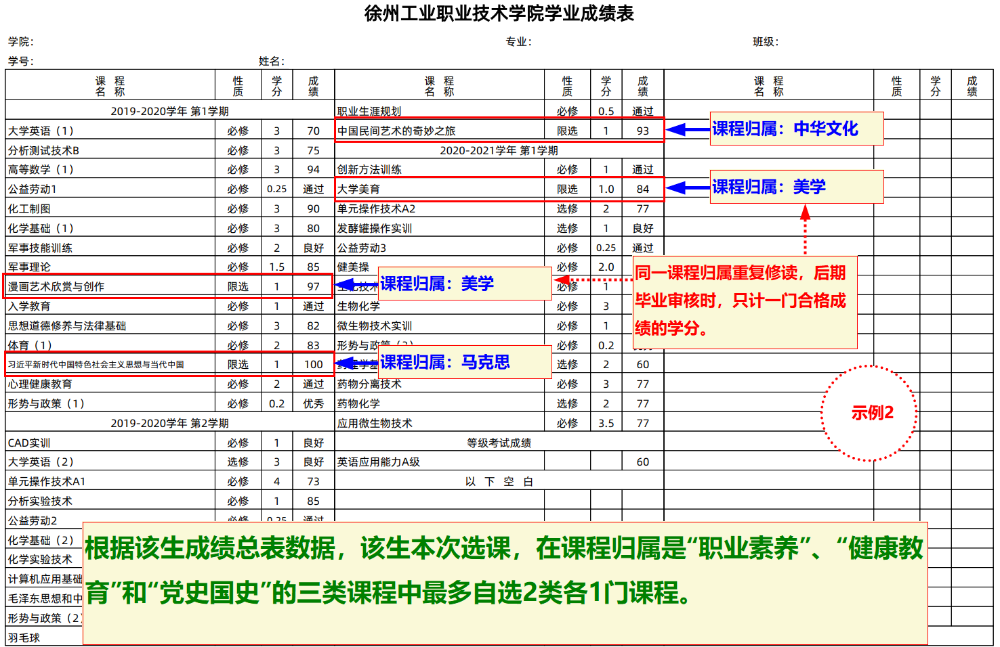 徐州工业职业技术学院学业成绩表
学院： 专业： 班级：
学号： 姓名：
课 程 名 称 性 质 学 分 成 绩 课 程 名 称 性 质 学 分 成 绩 课 程 名 称 性 质 学 分 成 绩
2019-2020学年 第1学期 职业生涯规划 必修 0.5 通过
大学英语（1） 必修 3 70 中国民间艺术的奇妙之旅 限选 1 93 课程归属：中华文化
分析测试技术B 必修 3 75 2020-2021学年 第1学期
高等数学（1） 必修 3 94 创新方法训练 必修 1 通过
公益劳动1 必修 0.25 通过 大学美育 限选 1.0 84 课程归属：美学
化工制图 必修 3 90 单元操作技术A2 选修 2 77
化学基础（1） 必修 3 80 发酵罐操作实训 选修 1 良好
军事技能训练 必修 2 良好 公益劳动3 必修 0.25 通过
军事理论 必修 1.5 85 健美操 必修 2.0
漫画艺术欣赏与创作 限选 1 97 课程归属：美学 必修 1
同一课程归属重复修读，后期
毕业审核时，只计一门合格成
绩的学分。
入学教育 必修 1 通过 生物化学 必修 3
思想道德修养与法律基础 必修 3 82 微生物技术实训 必修 1
体育（1） 必修 2 83 形势与政 必修 0.2
习近平新时代中国特色社会主义思想与当代中国 限选 1 100 课程归属：马克思 选修 2 60
心理健康教育 必修 2 通过 药物分离技术 必修 3 77
形势与政策（1） 必修 0.2 优秀 药物化学 选修 2 77
示例2
2019-2020学年 第2学期 应用微生物技术 必修 3.5 77
CAD实训 必修 1 良好 等级考试成绩
大学英语（2） 选修 3 良好 英语应用能力A级 60
单元操作技术A1 必修 4 73 以 下 空 白
分析实验技术 必修 1 85
公益劳动2 必修 0.25 通过
化学基础（2）
化学实验技术
计算机应用基础
毛泽东思想和中
形势与政策（2）
羽毛球
根据该生成绩总表数据，该生本次选课，在课程归属是“职业素养”、“健康教
育”和“党史国史”的三类课程中最多自选2类各1门课程。